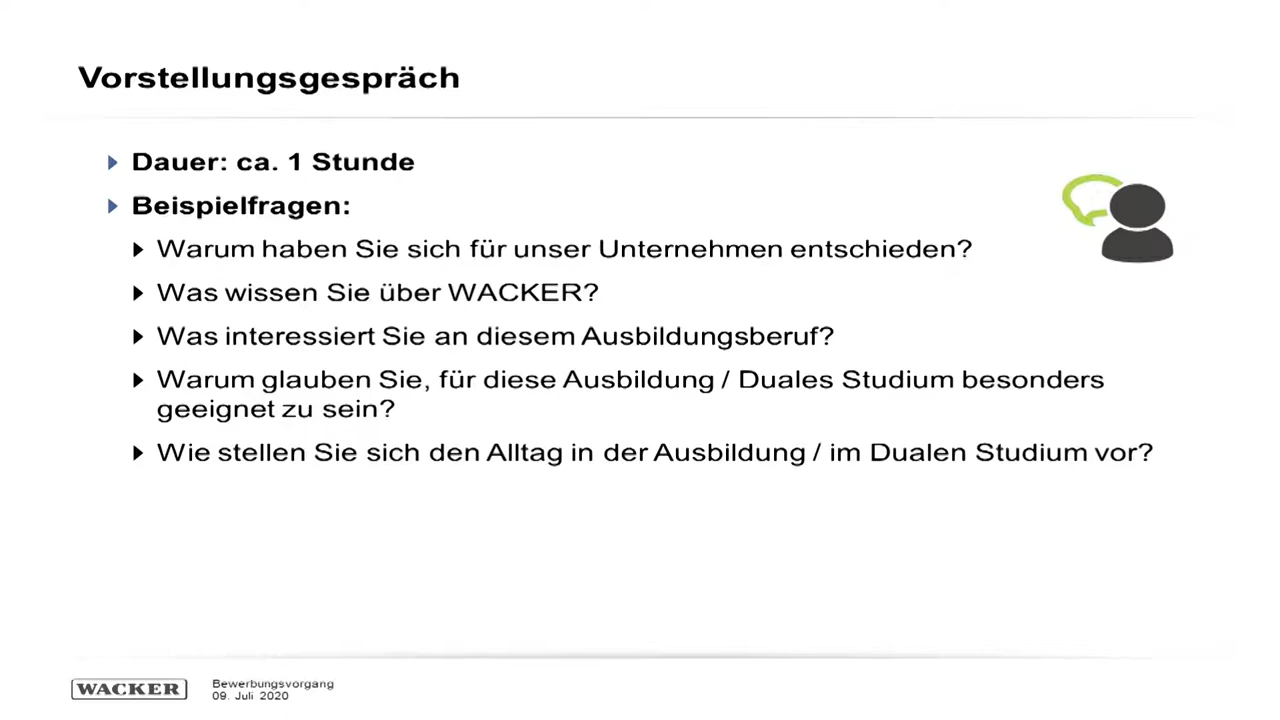 Vorstellungsgespräch
Dauer: ca. 1 Stunde
Beispielfragen:
Warum haben Sie sich für unser Unternehmen entschieden?
Was wissen Sie über WACKER?
Was interessiert Sie an diesem Ausbildungsberuf?
Warum glauben Sie, für diese Ausbildung / Duales Studium besonders
geeignet zu sein?
Wie stellen Sie sich den Alltag in der Ausbildung / im Dualen Studium vor?
WACKER
Bewerbungsvorgang
09. Juli 2020